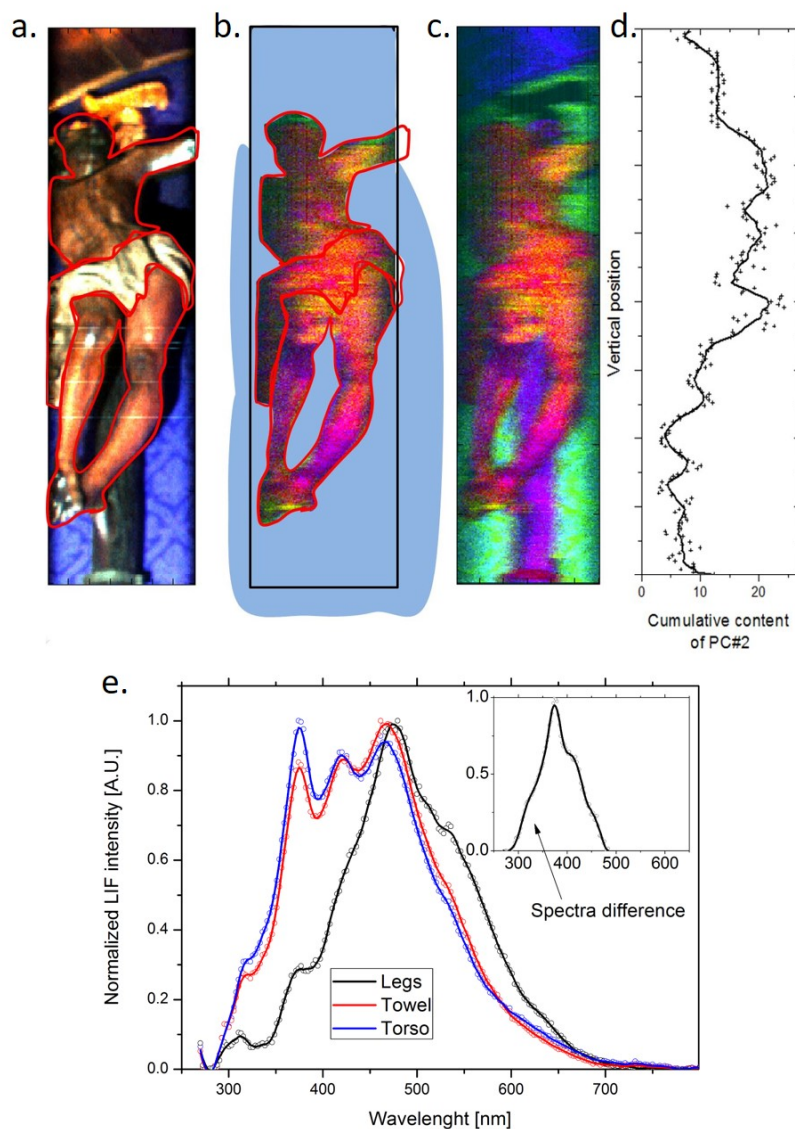 a.
b.
c.
d.
Vertical position
0 10 20
Cumulative content
of PC#2
e.
Normalized LIF intensity [A.U.]
1.0
0.8
0.6
0.4
0.2
0.0
300 400 500 600 700
Wavelenght [nm]
Legs
Towel
Torso
1.0
0.5
0.0
300 400 500 600
Spectra difference